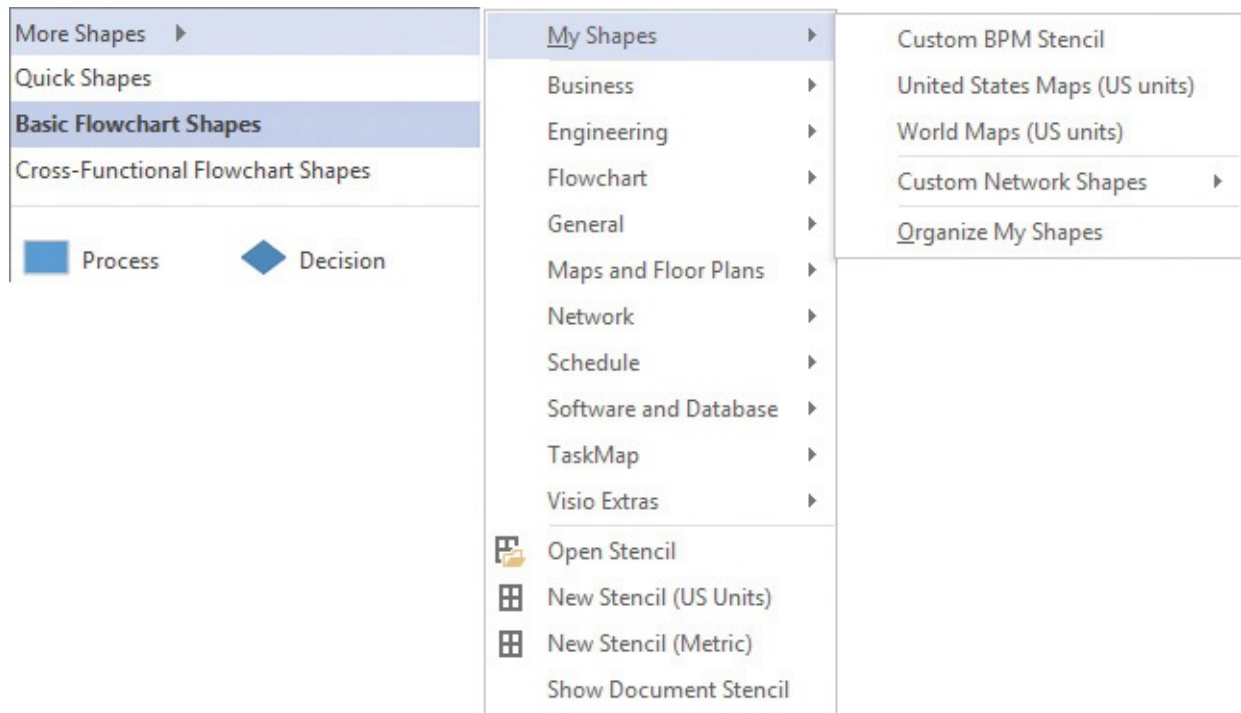 More Shapes
Quick Shapes
Basic Flowchart Shapes
Cross-Functional Flowchart Shapes
Process
Decision
My Shapes
Business
Engineering
Flowchart
General
Maps and Floor Plans
Network
Schedule
Software and Database
TaskMap
Visio Extras
Open Stencil
New Stencil (US Units)
New Stencil (Metric)
Show Document Stencil
Custom BPM Stencil
United States Maps (US units)
World Maps (US units)
Custom Network Shapes
Organize My Shapes